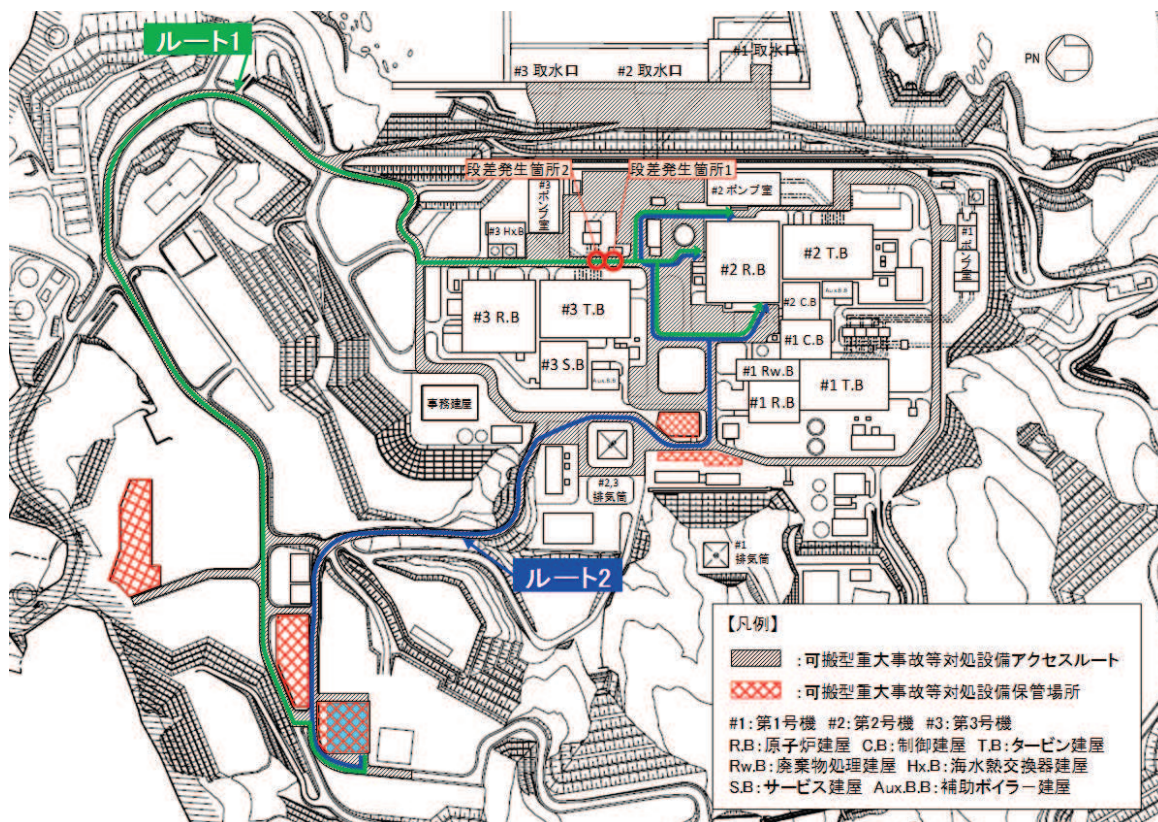 ルート1
#1 取水口
#3 取水口
#2 取水口
PN
段差発生箇所2
段差発生箇所1
#3
ポンプ室
#2 ポンプ室
#1
ポンプ室
#3 Hx.B
#2 R.B
#2 T.B
#3 R.B
#3 T.B
#2 C.B
Aux.B.B
#1 C.B
#3 S.B
Aux.B.B
#1 Rw.B
#1 T.B
#1 R.B
事務建屋
#2,3
排気筒
#1
排気筒
ルート2
【凡例】
:可搬型重大事故等対処設備アクセスルート
:可搬型重大事故等対処設備保管場所
#1:第1号機 #2:第2号機 #3:第3号機
R.B:原子炉建屋 C.B:制御建屋 T.B:タービン建屋
Rw.B:廃棄物処理建屋 Hx.B:海水熱交換器建屋
S.B:サービス建屋 Aux.B.B:補助ボイラー建屋